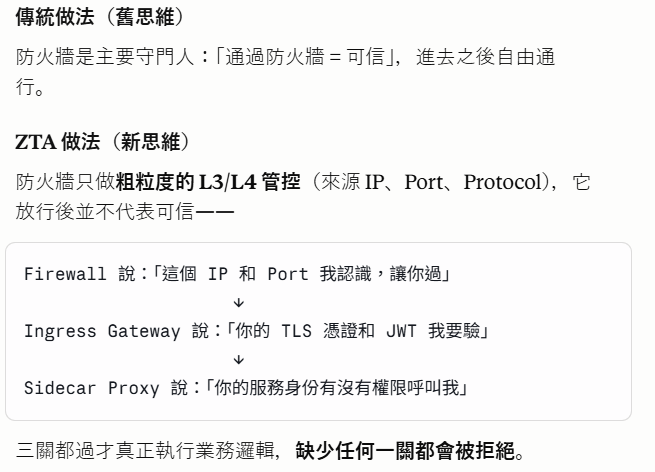 傳統做法（舊思維）
防火牆是主要守門人：「通過防火牆 = 可信」，進去之後自由通
行。
ZTA 做法（新思維）
防火牆只做粗粒度的 L3/L4 管控（來源 IP、Port、Protocol），它
放行後並不代表可信——
Firewall 說：「這個 IP 和 Port 我認識，讓你過」
↓
Ingress Gateway 說：「你的 TLS 憑證和 JWT 我要驗」
↓
Sidecar Proxy 說：「你的服務身份有沒有權限呼叫我」
三關都過才真正執行業務邏輯，缺少任何一關都會被拒絕。